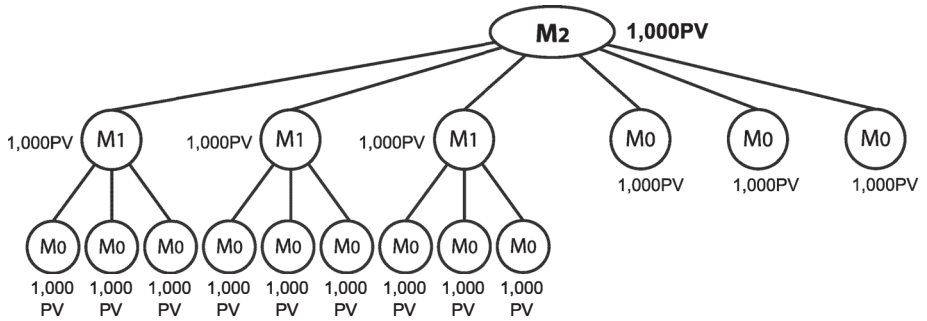 M2 1,000PV
1,000PV M1 1,000PV M1 1,000PV M1 M0 M0 M0
1,000PV 1,000PV 1,000PV
M0 M0 M0 M0 M0 M0 M0 M0 M0
1,000 1,000 1,000 1,000 1,000 1,000 1,000 1,000 1,000
PV PV PV PV PV PV PV PV PV